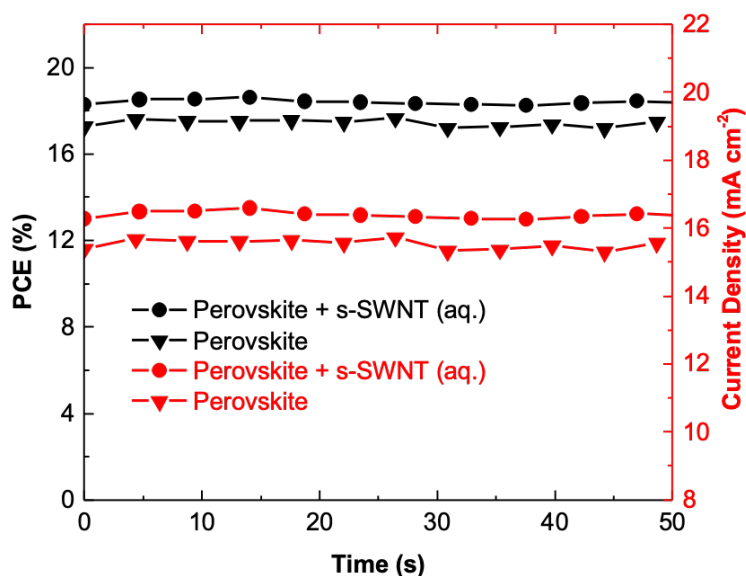 22
20
20
18
16
16
14
12
12
8
10
4
8
0
PCE (%)
Current Density (mA cm⁻²)
Perovskite + s-SWNT (aq.)
Perovskite
Perovskite + s-SWNT (aq.)
Perovskite
0 10 20 30 40 50
Time (s)